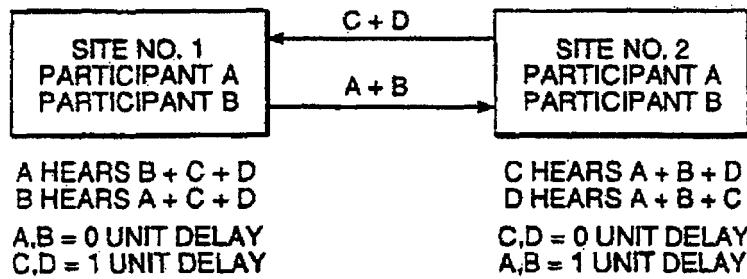 C + D
SITE NO. 1
PARTICIPANT A
PARTICIPANT B
A + B
SITE NO. 2
PARTICIPANT A
PARTICIPANT B
A HEARS B + C + D
B HEARS A + C + D
A,B = 0 UNIT DELAY
C,D = 1 UNIT DELAY
C HEARS A + B + D
D HEARS A + B + C
C,D = 0 UNIT DELAY
A,B = 1 UNIT DELAY